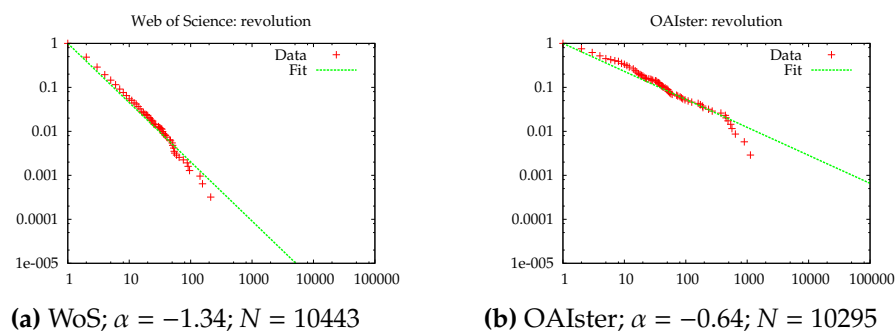 Web of Science: revolution
1
0.1
0.01
0.001
0.0001
1e-005
1 10 100 1000 10000 100000
Data
Fit
(a) WoS; α = −1.34; N = 10443
OAIster: revolution
1
0.1
0.01
0.001
0.0001
1e-005
1 10 100 1000 10000 100000
Data
Fit
(b) OAIster; α = −0.64; N = 10295